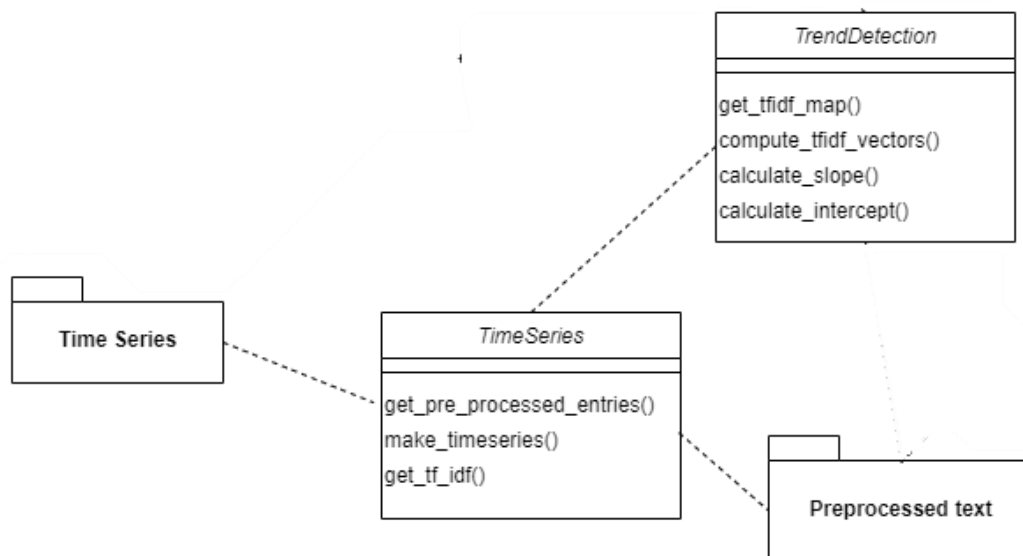 TrendDetection
get_tfidf_map()
compute_tfidf_vectors()
calculate_slope()
calculate_intercept()
Time Series
TimeSeries
get_pre_processed_entries()
make_timeseries()
get_tf_idf()
Preprocessed text